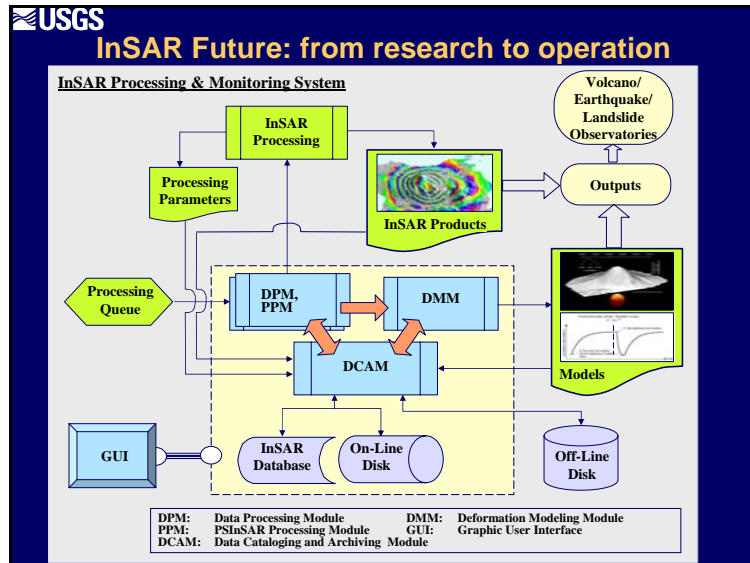 USGS
InSAR Future: from research to operation
InSAR Processing & Monitoring System
Volcano/
Earthquake/
Landslide
Observatories
InSAR
Processing
Processing
Parameters
InSAR Products
Outputs
Processing
Queue
DPM,
PPM
DMM
DCAM
Models
GUI
InSAR
Database
On-Line
Disk
Off-Line
Disk
DPM: Data Processing Module DMM: Deformation Modeling Module
PPM: PSInSAR Processing Module GUI: Graphic User Interface
DCAM: Data Cataloging and Archiving Module